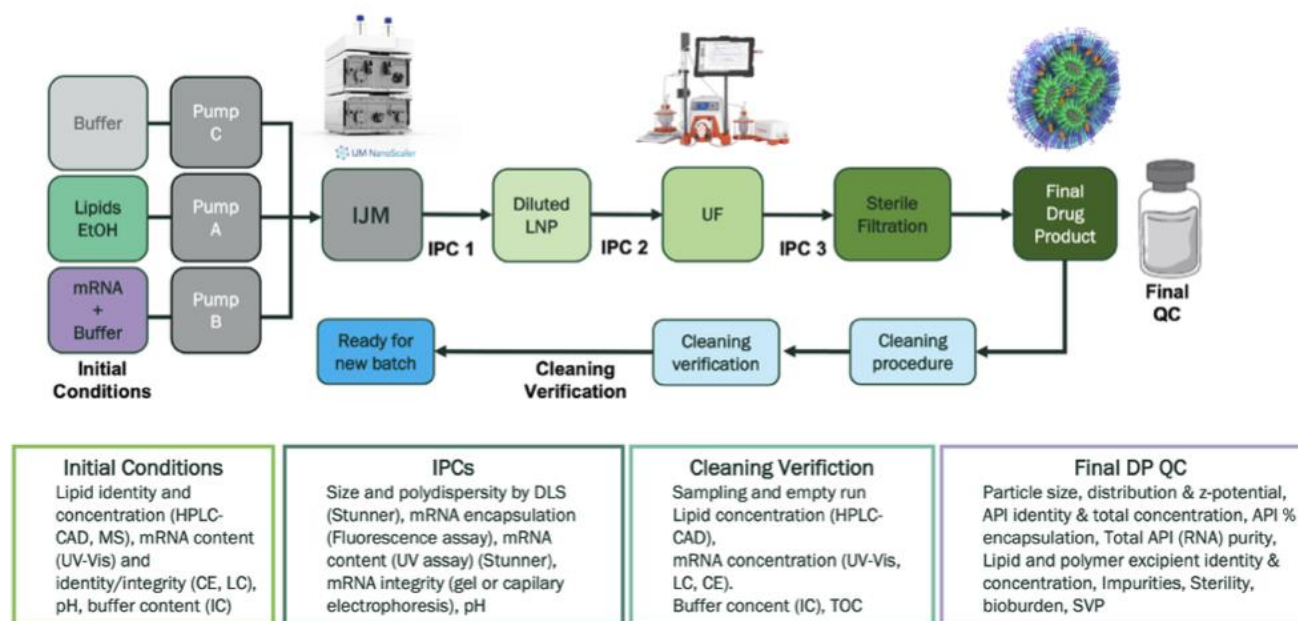 Buffer
Pump
C
IJM NanoScaler
Lipids
EtOH
Pump
A
IJM
IPC 1
Diluted
LNP
IPC 2
UF
IPC 3
Sterile
Filtration
Final
Drug
Product
Final
QC
mRNA
+
Buffer
Pump
B
Initial
Conditions
Ready for
new batch
Cleaning
Verification
Cleaning
verification
Cleaning
procedure
Initial Conditions
Lipid identity and
concentration (HPLC-
CAD, MS), mRNA content
(UV-Vis) and
identity/integrity (CE, LC),
pH, buffer content (IC)
IPCs
Size and polydispersity by DLS
(Stunner), mRNA encapsulation
(Fluorescence assay), mRNA
content (UV assay) (Stunner),
mRNA integrity (gel or capillary
electrophoresis), pH
Cleaning Verifiction
Sampling and empty run
Lipid concentration (HPLC-
CAD),
mRNA concentration (UV-Vis,
LC, CE).
Buffer concent (IC), TOC
Final DP QC
Particle size, distribution & z-potential,
API identity & total concentration, API %
encapsulation, Total API (RNA) purity,
Lipid and polymer excipient identity &
concentration, Impurities, Sterility,
bioburden, SVP